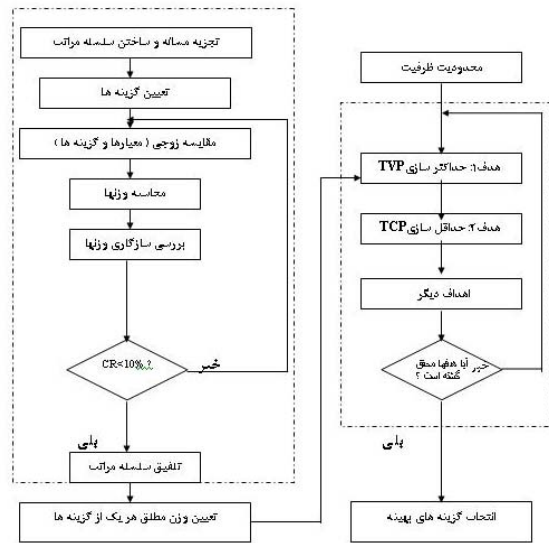 تجزیه مساله و ساختن سلسله مراتب
تعیین گزینه ها
مقایسه زوجی ( معیارها و گزینه ها )
محاسبه وزنها
بررسی سازگاری وزنها
CR<10% ?
خیر
بلی
تلفیق سلسله مراتب
تعیین وزن مطلق هر یک از گزینه ها
محدودیت ظرفیت
هدف۱: حداکثر سازی TVP
هدف۲: حداقل سازی TCP
اهداف دیگر
آیا هدفها محقق
گشته است ؟
خیر
بلی
انتخاب گزینه های بهینه